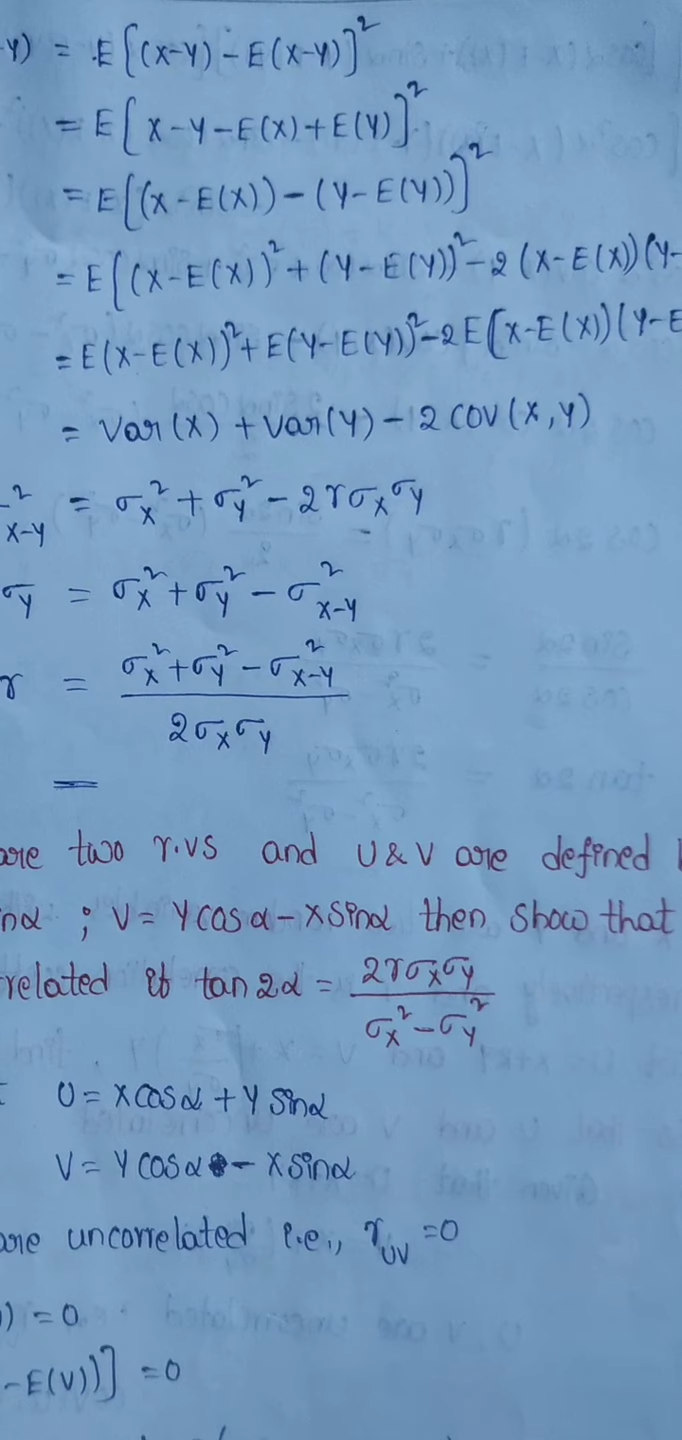 Y) = E[(X-Y) - E(X-Y)]²
= E[X-Y-E(X)+E(Y)]²
= E[(X-E(X)) - (Y-E(Y))]²
= E[(X-E(X))² + (Y-E(Y))² - 2(X-E(X))(Y-
= E(X-E(X))² + E(Y-E(Y))² - 2E[X-E(X))(Y-E
= Var(X) + Var(Y) - 2 COV(X,Y)
²x-y = σx² + σy² - 2rσxσy
σy = σx² + σy² - σ²x-y
r = (σx² + σy² - σ²x-y) / 2σxσy
are two r.vs and U & V are defined
nα ; V = Y cos α - X sin α then show that
related if tan 2α = 2rσxσy / (σx² - σy²)
U = X cos α + Y sin α
V = Y cos α - X sin α
are uncorrelated i.e., r_UV = 0
) = 0
-E(V))] = 0